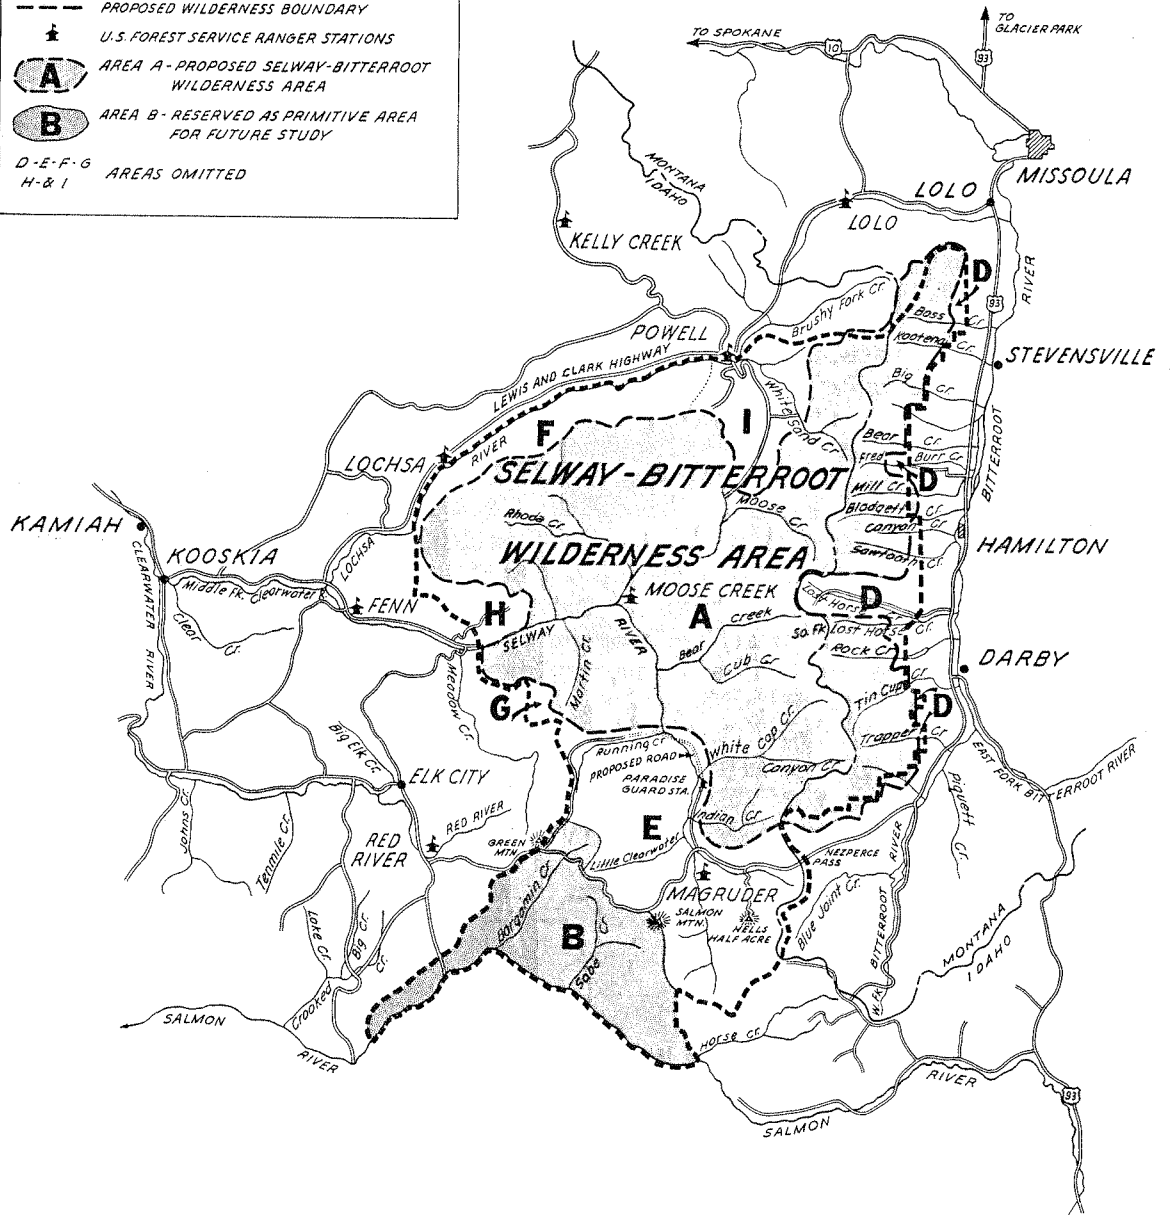 PROPOSED WILDERNESS BOUNDARY
U.S. FOREST SERVICE RANGER STATIONS
A
AREA A - PROPOSED SELWAY-BITTERROOT
WILDERNESS AREA
B
AREA B - RESERVED AS PRIMITIVE AREA
FOR FUTURE STUDY
D-E-F-G
H-& I
AREAS OMITTED
TO SPOKANE
10
TO
GLACIER PARK
93
MISSOULA
LOLO
LOLO
MONTANA
IDAHO
KELLY CREEK
RIVER
93
D
Brushy Fork Cr.
Bass Cr.
Kootenai Cr.
POWELL
STEVENSVILLE
LEWIS AND CLARK HIGHWAY
Big Cr.
White Sand Cr.
I
F
RIVER
BITTERROOT
Bear Cr.
Fred Burr Cr.
LOCHSA
SELWAY-BITTERROOT
D
Mill Cr.
Moose Cr.
Blodgett Cr.
Canyon Cr.
Rhoda Cr.
KAMIAH
KOOSKIA
LOCHSA
CLEARWATER RIVER
WILDERNESS AREA
Sawtooth Cr.
HAMILTON
Middle Fk. Clearwater
FENN
MOOSE CREEK
Lost Horse
D
H
A
Clear Cr.
SELWAY
RIVER
Bear Creek
So. Fk. Lost Horse Cr.
Rock Cr.
DARBY
Cub Cr.
Martin Cr.
Meadow Cr.
Tin Cup Cr.
G
D
Big Elk Cr.
White Cap Cr.
Trapper Cr.
Running Cr.
PROPOSED ROAD
EAST FORK BITTERROOT RIVER
Canyon Cr.
PARADISE
GUARD STA.
ELK CITY
Piquett Cr.
Indian Cr.
Johns Cr.
Tenmile Cr.
RED RIVER
RED
RIVER
GREEN
MTN.
E
Little Clearwater
NEZPERCE
PASS
RIVER
MAGRUDER
Bargamin Cr.
SALMON
MTN.
HELLS
HALF ACRE
Blue Joint Cr.
Lake Cr.
Big Cr.
Cr.
B
Sabe Cr.
W. FK. BITTERROOT
MONTANA
IDAHO
Crooked
SALMON
RIVER
Horse Cr.
RIVER
93
SALMON